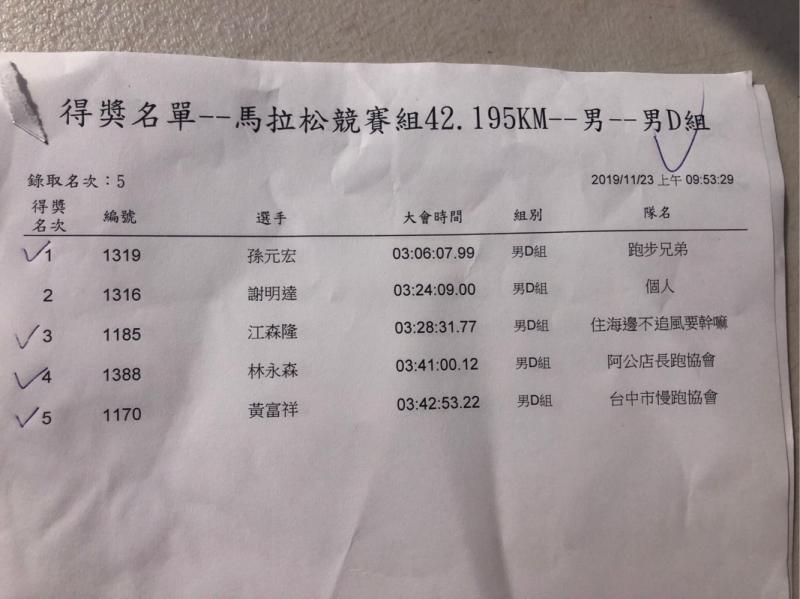 得獎名單--馬拉松競賽組42.195KM--男--男D組
錄取名次：5
2019/11/23 上午 09:53:29
得獎名次 編號 選手 大會時間 組別 隊名
1 1319 孫元宏 03:06:07.99 男D組 跑步兄弟
2 1316 謝明達 03:24:09.00 男D組 個人
3 1185 江森隆 03:28:31.77 男D組 住海邊不追風要幹嘛
4 1388 林永森 03:41:00.12 男D組 阿公店長跑協會
5 1170 黃富祥 03:42:53.22 男D組 台中市慢跑協會